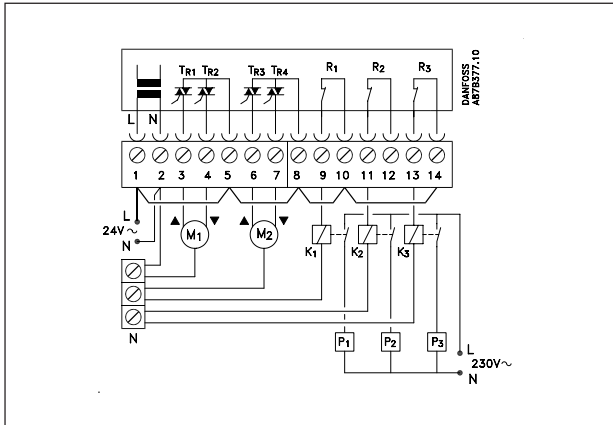 TR1 TR2 TR3 TR4 R1 R2 R3
DANFOSS
A87B377.10
L N
1 2 3 4 5 6 7 8 9 10 11 12 13 14
L
24V~
N
▲ ▼ ▲ ▼
M1 M2
K1 K2 K3
N
P1 P2 P3
L
230V~
N